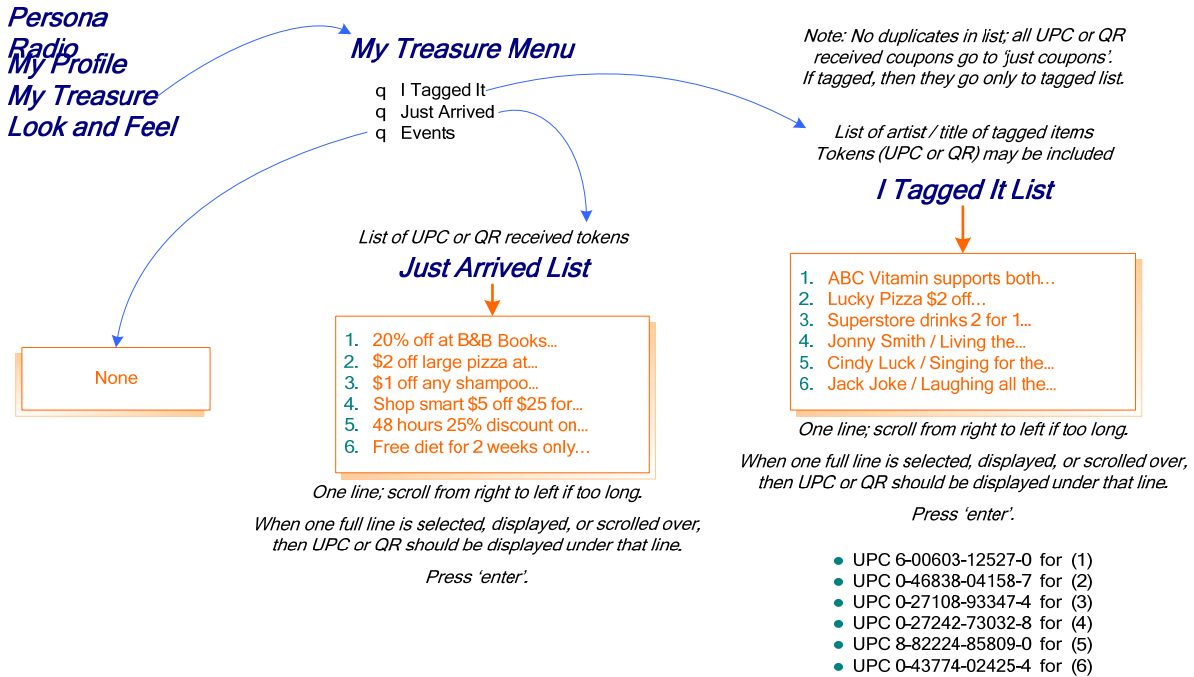 Persona
Radio
My Profile
My Treasure
Look and Feel
My Treasure Menu
q I Tagged It
q Just Arrived
q Events
Note: No duplicates in list; all UPC or QR
received coupons go to ‘just coupons’.
If tagged, then they go only to tagged list.
List of artist / title of tagged items
Tokens (UPC or QR) may be included
I Tagged It List
1. ABC Vitamin supports both...
2. Lucky Pizza $2 off...
3. Superstore drinks 2 for 1...
4. Jonny Smith / Living the...
5. Cindy Luck / Singing for the...
6. Jack Joke / Laughing all the...
One line; scroll from right to left if too long.
When one full line is selected, displayed, or scrolled over,
then UPC or QR should be displayed under that line.
Press ‘enter’.
• UPC 6-00603-12527-0 for (1)
• UPC 0-46838-04158-7 for (2)
• UPC 0-27108-93347-4 for (3)
• UPC 0-27242-73032-8 for (4)
• UPC 8-82224-85809-0 for (5)
• UPC 0-43774-02425-4 for (6)
List of UPC or QR received tokens
Just Arrived List
1. 20% off at B&B Books...
2. $2 off large pizza at...
3. $1 off any shampoo...
4. Shop smart $5 off $25 for...
5. 48 hours 25% discount on...
6. Free diet for 2 weeks only...
One line; scroll from right to left if too long.
When one full line is selected, displayed, or scrolled over,
then UPC or QR should be displayed under that line.
Press ‘enter’.
None